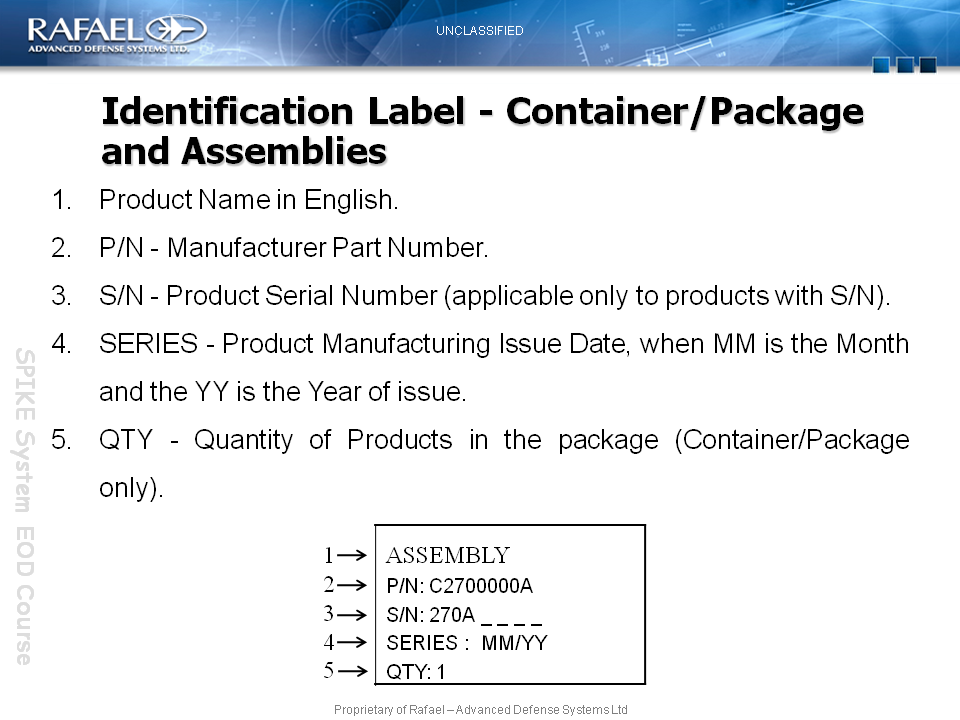 RAFAEL
ADVANCED DEFENSE SYSTEMS LTD.
UNCLASSIFIED
Identification Label - Container/Package
and Assemblies
1. Product Name in English.
2. P/N - Manufacturer Part Number.
3. S/N - Product Serial Number (applicable only to products with S/N).
4. SERIES - Product Manufacturing Issue Date, when MM is the Month
and the YY is the Year of issue.
5. QTY - Quantity of Products in the package (Container/Package
only).
SPIKE System EOD Course
1 → ASSEMBLY
2 → P/N: C2700000A
3 → S/N: 270A _ _ _ _
4 → SERIES : MM/YY
5 → QTY: 1
Proprietary of Rafael – Advanced Defense Systems Ltd